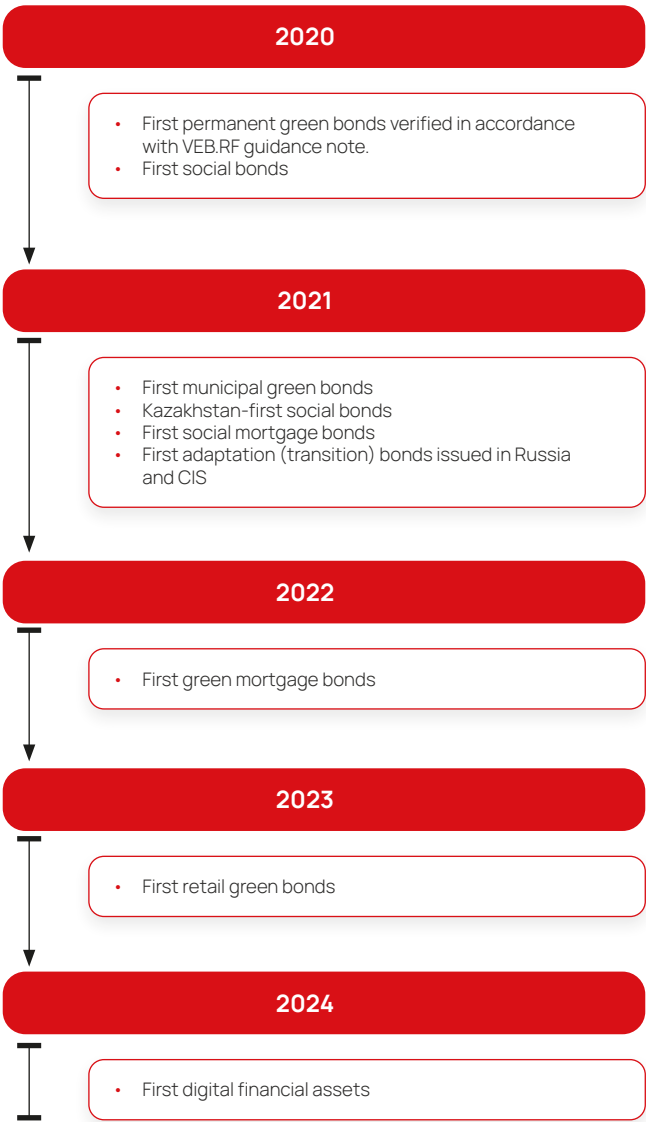 2020
• First permanent green bonds verified in accordance
with VEB.RF guidance note.
• First social bonds
2021
• First municipal green bonds
• Kazakhstan-first social bonds
• First social mortgage bonds
• First adaptation (transition) bonds issued in Russia
and CIS
2022
• First green mortgage bonds
2023
• First retail green bonds
2024
• First digital financial assets